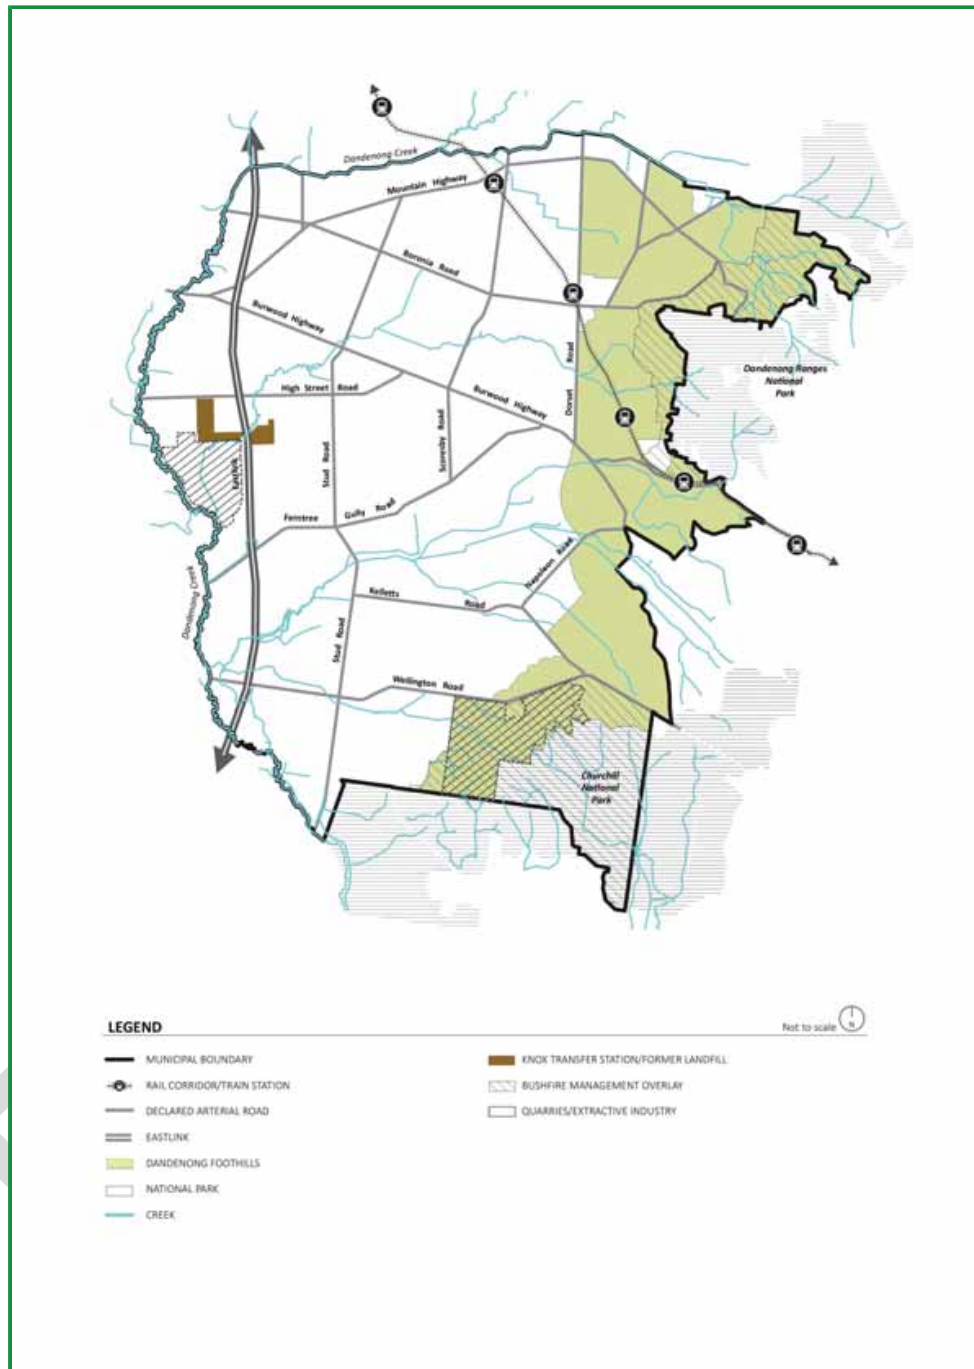 Dandenong Creek
Mountain Highway
Boronia Road
Burwood Highway
Dandenong Ranges
National
Park
High Street Road
Burwood Highway
Dorset Road
Scoresby Road
Stud Road
Eastlink
Ferntree Gully Road
Napoleon Road
Dandenong Creek
Kelletts Road
Stud Road
Wellington Road
Churchill
National
Park
LEGEND
Not to scale
N
MUNICIPAL BOUNDARY
RAIL CORRIDOR/TRAIN STATION
DECLARED ARTERIAL ROAD
EASTLINK
DANDENONG FOOTHILLS
NATIONAL PARK
CREEK
KNOX TRANSFER STATION/FORMER LANDFILL
BUSHFIRE MANAGEMENT OVERLAY
QUARRIES/EXTRACTIVE INDUSTRY